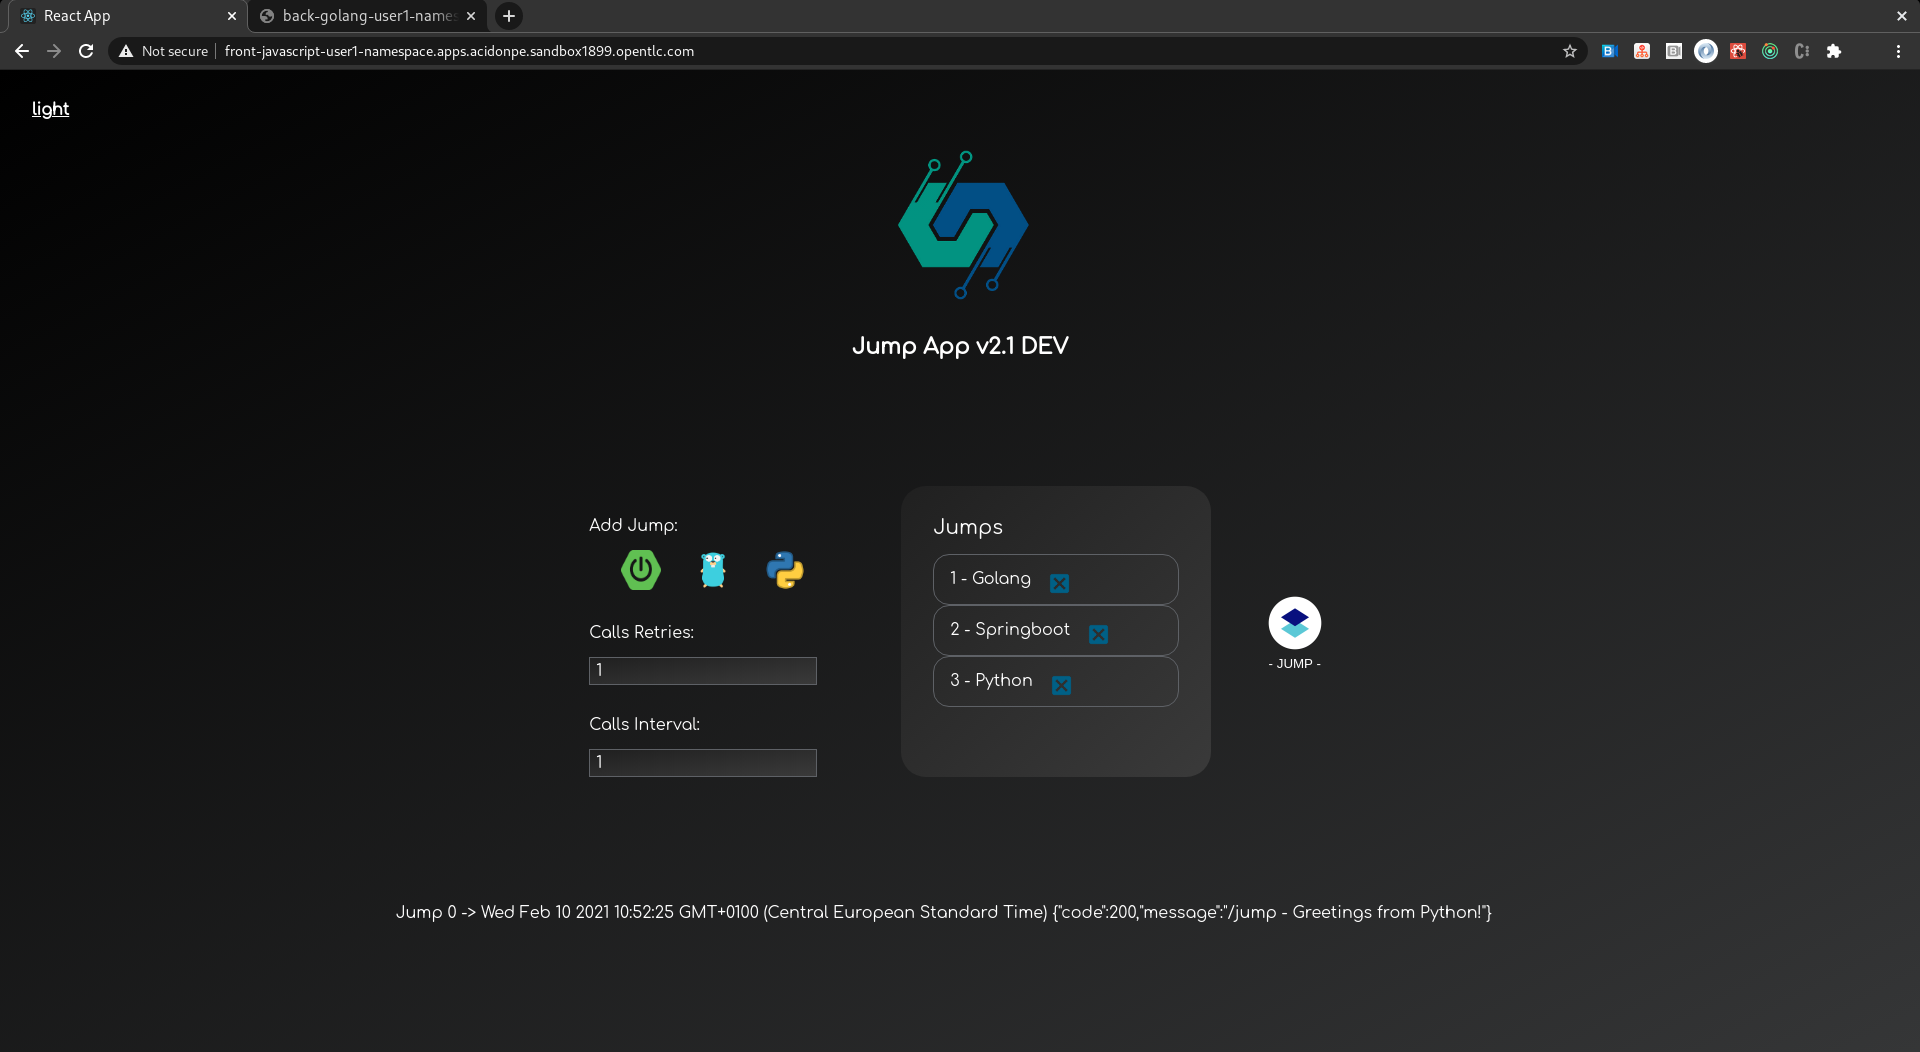 React App
back-golang-user1-names
Not secure
front-javascript-user1-namespace.apps.acidonpe.sandbox1899.opentlc.com
light
Jump App v2.1 DEV
Add Jump:
Calls Retries:
1
Calls Interval:
1
Jumps
1 - Golang
2 - Springboot
3 - Python
- JUMP -
Jump 0 -> Wed Feb 10 2021 10:52:25 GMT+0100 (Central European Standard Time) {"code":200,"message":"/jump - Greetings from Python!"}